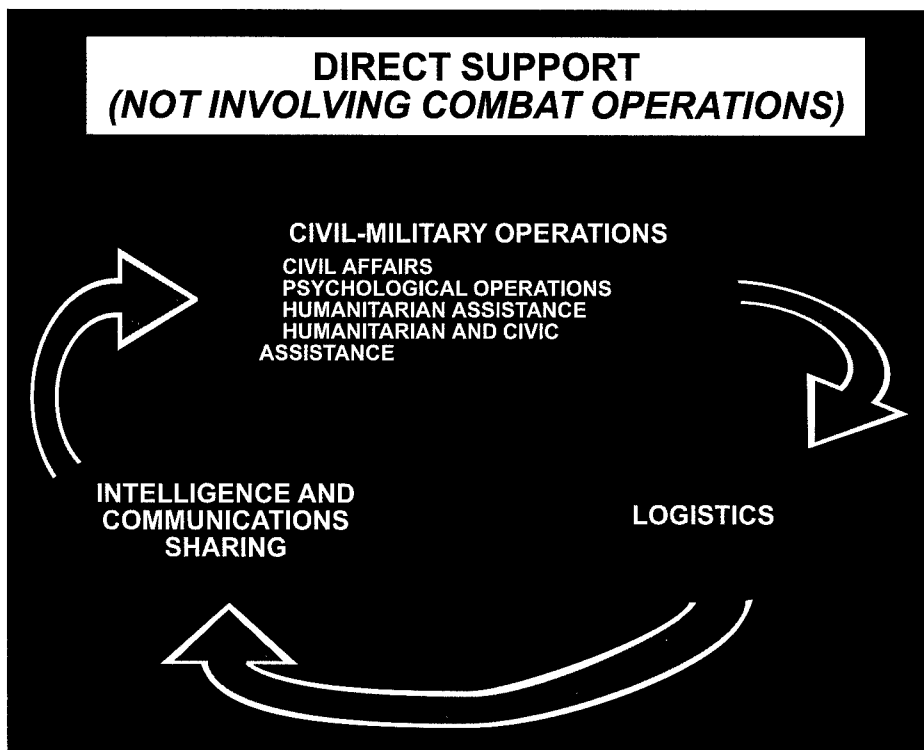 DIRECT SUPPORT
(NOT INVOLVING COMBAT OPERATIONS)
CIVIL-MILITARY OPERATIONS
CIVIL AFFAIRS
PSYCHOLOGICAL OPERATIONS
HUMANITARIAN ASSISTANCE
HUMANITARIAN AND CIVIC
ASSISTANCE
INTELLIGENCE AND
COMMUNICATIONS
SHARING
LOGISTICS